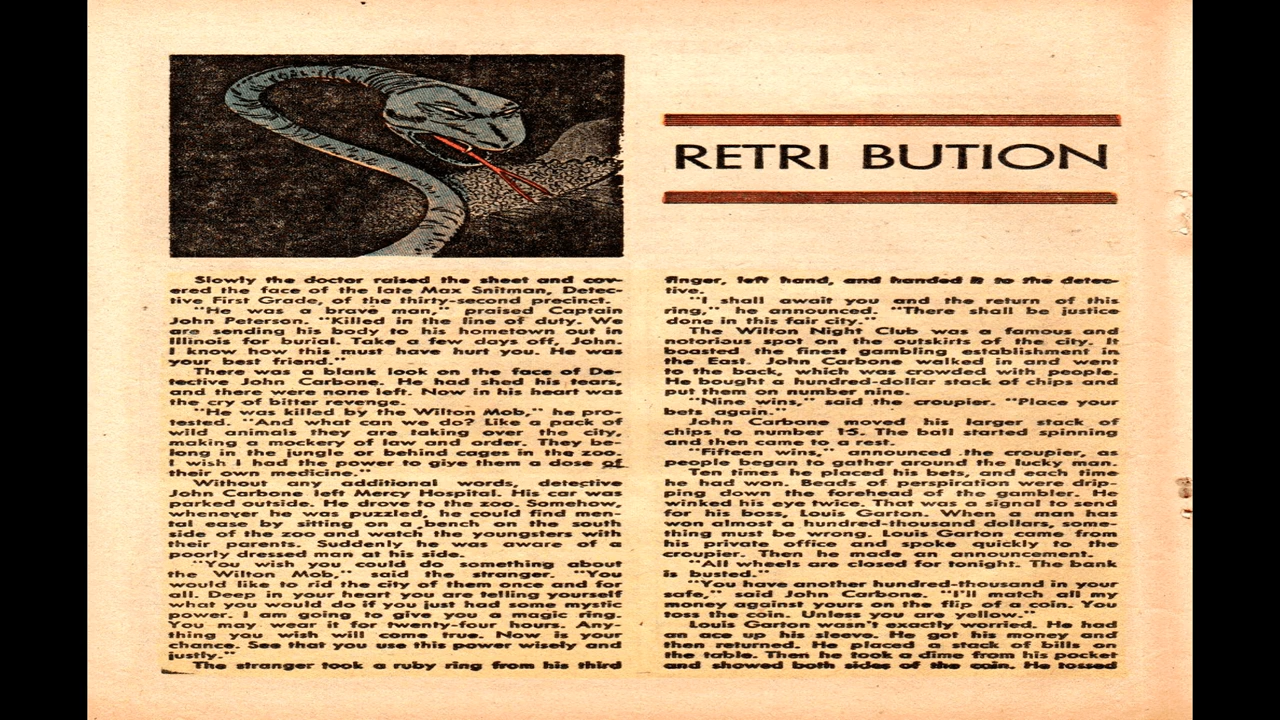 RETRI BUTION
Slowly the doctor raised the sheet and cov-
ered the face of the late Max Snitman, Detec-
tive First Grade, of the thirty-second precinct.
"He was a brave man," praised Captain
John Peterson. "Killed in the line of duty. We
are sending his body to his hometown out in
Illinois for burial. Take a few days off, John.
I know how this must have hurt you. He was
your best friend."
There was a blank look on the face of De-
tective John Carbone. He had shed his tears,
and there were none left. Now in his heart was
the cry of bitter revenge.
"He was killed by the Wilton Mob," he pro-
tested. "And what can we do? Like a pack of
wild animals they are taking over the city,
making a mockery of law and order. They be-
long in the jungle or behind cages in the zoo.
I wish I had the power to give them a dose of
their own medicine."
Without any additional words, detective
John Carbone left Mercy Hospital. His car was
parked outside. He drove to the zoo. Somehow,
whenever he was puzzled, he could find men-
tal ease by sitting on a bench on the south
side of the zoo and watch the youngsters with
their parents. Suddenly he was aware of a
poorly dressed man at his side.
"You wish you could do something about
the Wilton Mob," said the stranger. "You
would like to rid the city of them once and for
all. Deep in your heart you are telling yourself
what you would do if you just had some mystic
power. I am going to give you a magic ring.
You may wear it for twenty-four hours. Any-
thing you wish will come true. Now is your
chance. See that you use this power wisely and
justly."
The stranger took a ruby ring from his third
finger, left hand, and handed it to the detec-
tive.
"I shall await you and the return of this
ring," he announced. "There shall be justice
done in this fair city."
The Wilton Night Club was a famous and
notorious spot on the outskirts of the city. It
boasted the finest gambling establishment in
the East. John Carbone walked in and went
to the back, which was crowded with people.
He bought a hundred-dollar stack of chips and
put them on number nine.
"Nine wins," said the croupier. "Place your
bets again."
John Carbone moved his larger stack of
chips to number 15. The ball started spinning
and then came to a rest.
"Fifteen wins," announced the croupier, as
people began to gather around the lucky man.
Ten times he placed his bets, and each time
he had won. Beads of perspiration were drip-
ping down the forehead of the gambler. He
winked his eye twice. That was a signal to send
for his boss, Louis Garton. When a man has
won almost a hundred-thousand dollars, some-
thing must be wrong. Louis Garton came from
his private office and spoke quickly to the
croupier. Then he made an announcement.
"All wheels are closed for tonight. The bank
is busted."
"You have another hundred-thousand in your
safe," said John Carbone. "I'll match all my
money against yours on the flip of a coin. You
toss the coin. Unless you are yellow."
Louis Garton wasn't exactly worried. He had
an ace up his sleeve. He got his money and
then returned. He placed a stack of bills on
the table. Then he took a dime from his pocket
and showed both sides of the coin. He tossed